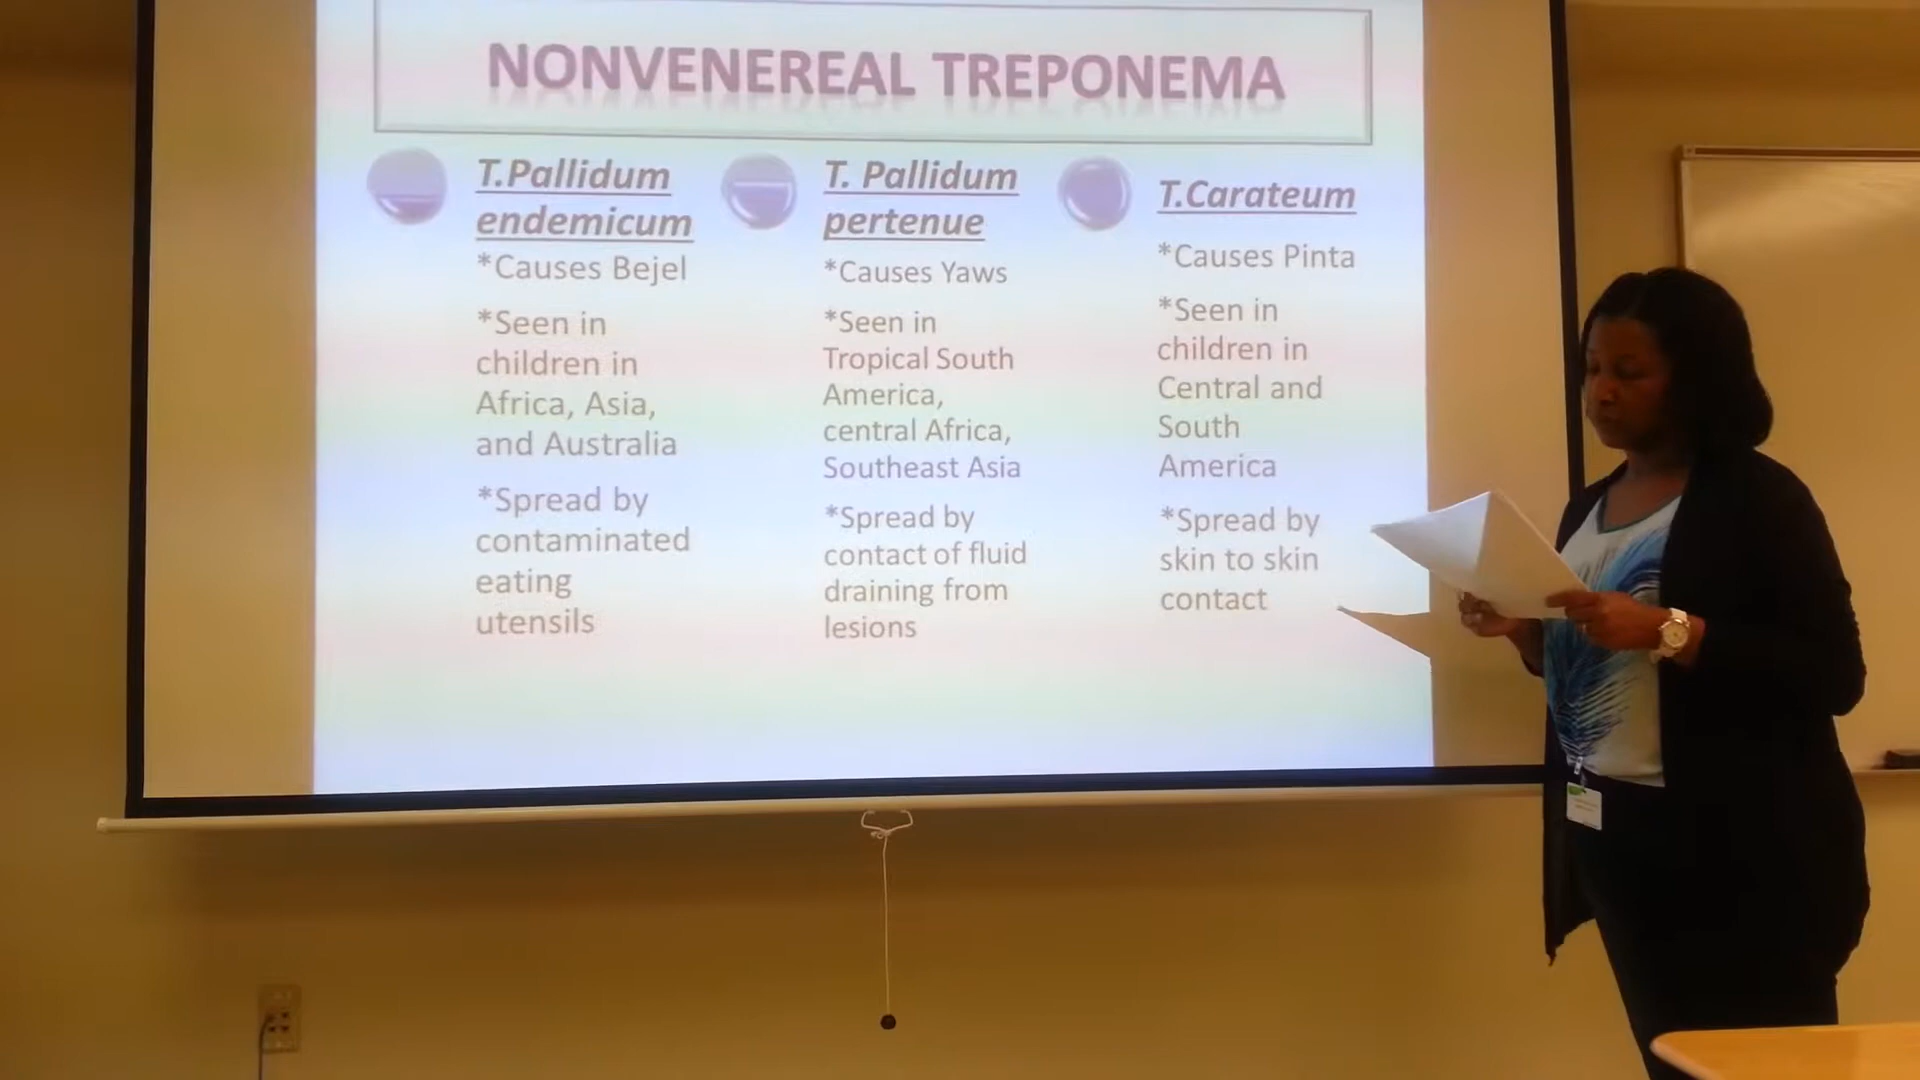 NONVENEREAL TREPONEMA
T.Pallidum
endemicum
*Causes Bejel
*Seen in
children in
Africa, Asia,
and Australia
*Spread by
contaminated
eating
utensils
T. Pallidum
pertenue
*Causes Yaws
*Seen in
Tropical South
America,
central Africa,
Southeast Asia
*Spread by
contact of fluid
draining from
lesions
T.Carateum
*Causes Pinta
*Seen in
children in
Central and
South
America
*Spread by
skin to skin
contact